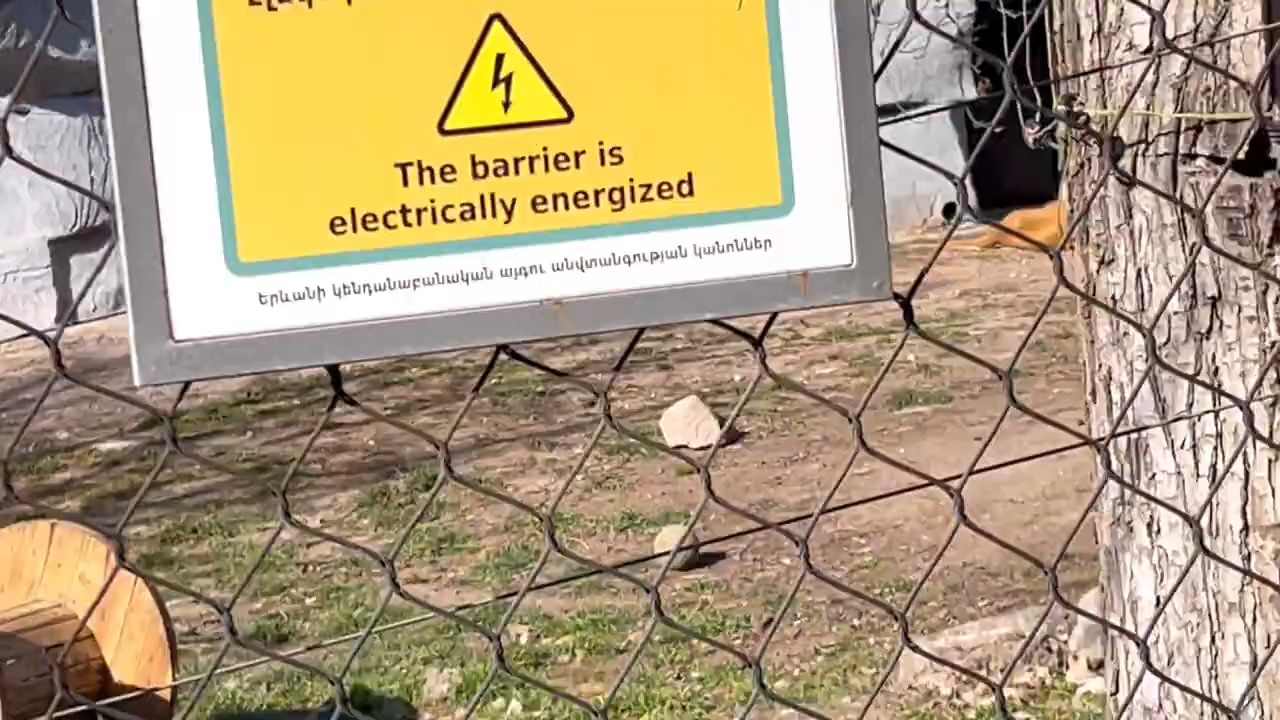 The barrier is
electrically energized
Երևանի կենդանաբանական այգու անվտանգության կանոններ